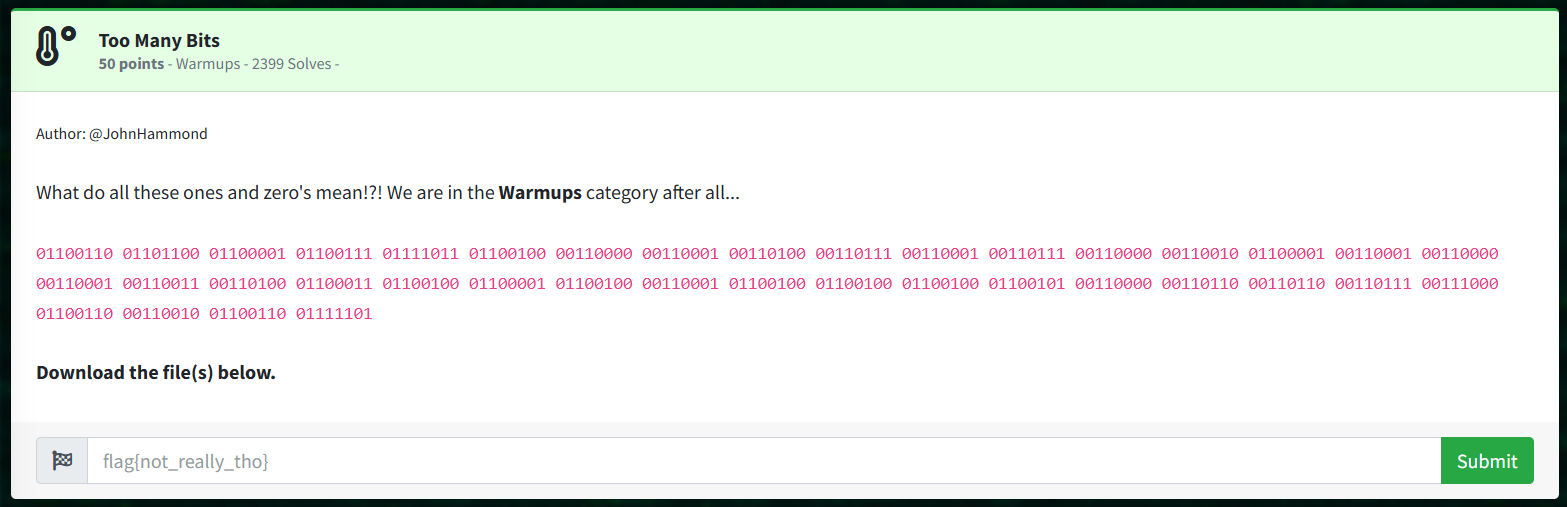 Too Many Bits
50 points - Warmups - 2399 Solves -
Author: @JohnHammond
What do all these ones and zero's mean!?! We are in the Warmups category after all...
01100110 01101100 01100001 01100111 01111011 01100100 00110000 00110001 00110100 00110111 00110001 00110111 00110000 00110010 01100001 00110001 00110000
00110001 00110011 00110100 01100011 01100100 01100001 01100100 00110001 01100100 01100100 01100100 01100101 00110000 00110110 00110110 00110111 00111000
01100110 00110010 01100110 01111101
Download the file(s) below.
flag{not_really_tho}
Submit